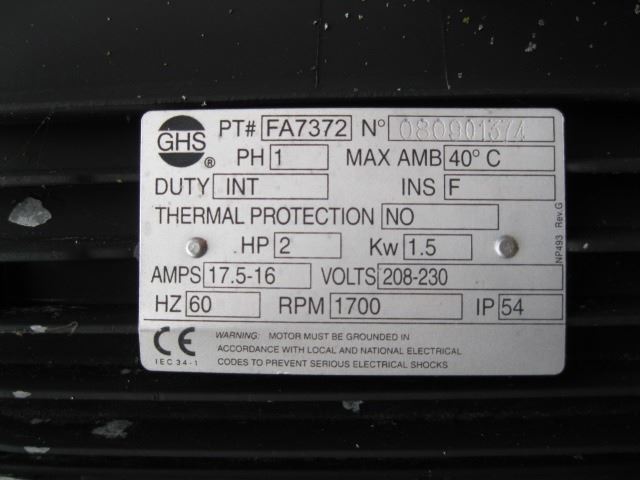 GHS ® PT# FA7372 N° 080901374
PH 1 MAX AMB 40° C
DUTY INT INS F
THERMAL PROTECTION NO
HP 2 Kw 1.5
AMPS 17.5-16 VOLTS 208-230
HZ 60 RPM 1700 IP 54
CE WARNING: MOTOR MUST BE GROUNDED IN
ACCORDANCE WITH LOCAL AND NATIONAL ELECTRICAL
IEC 34-1 CODES TO PREVENT SERIOUS ELECTRICAL SHOCKS
NP493 Rev.G